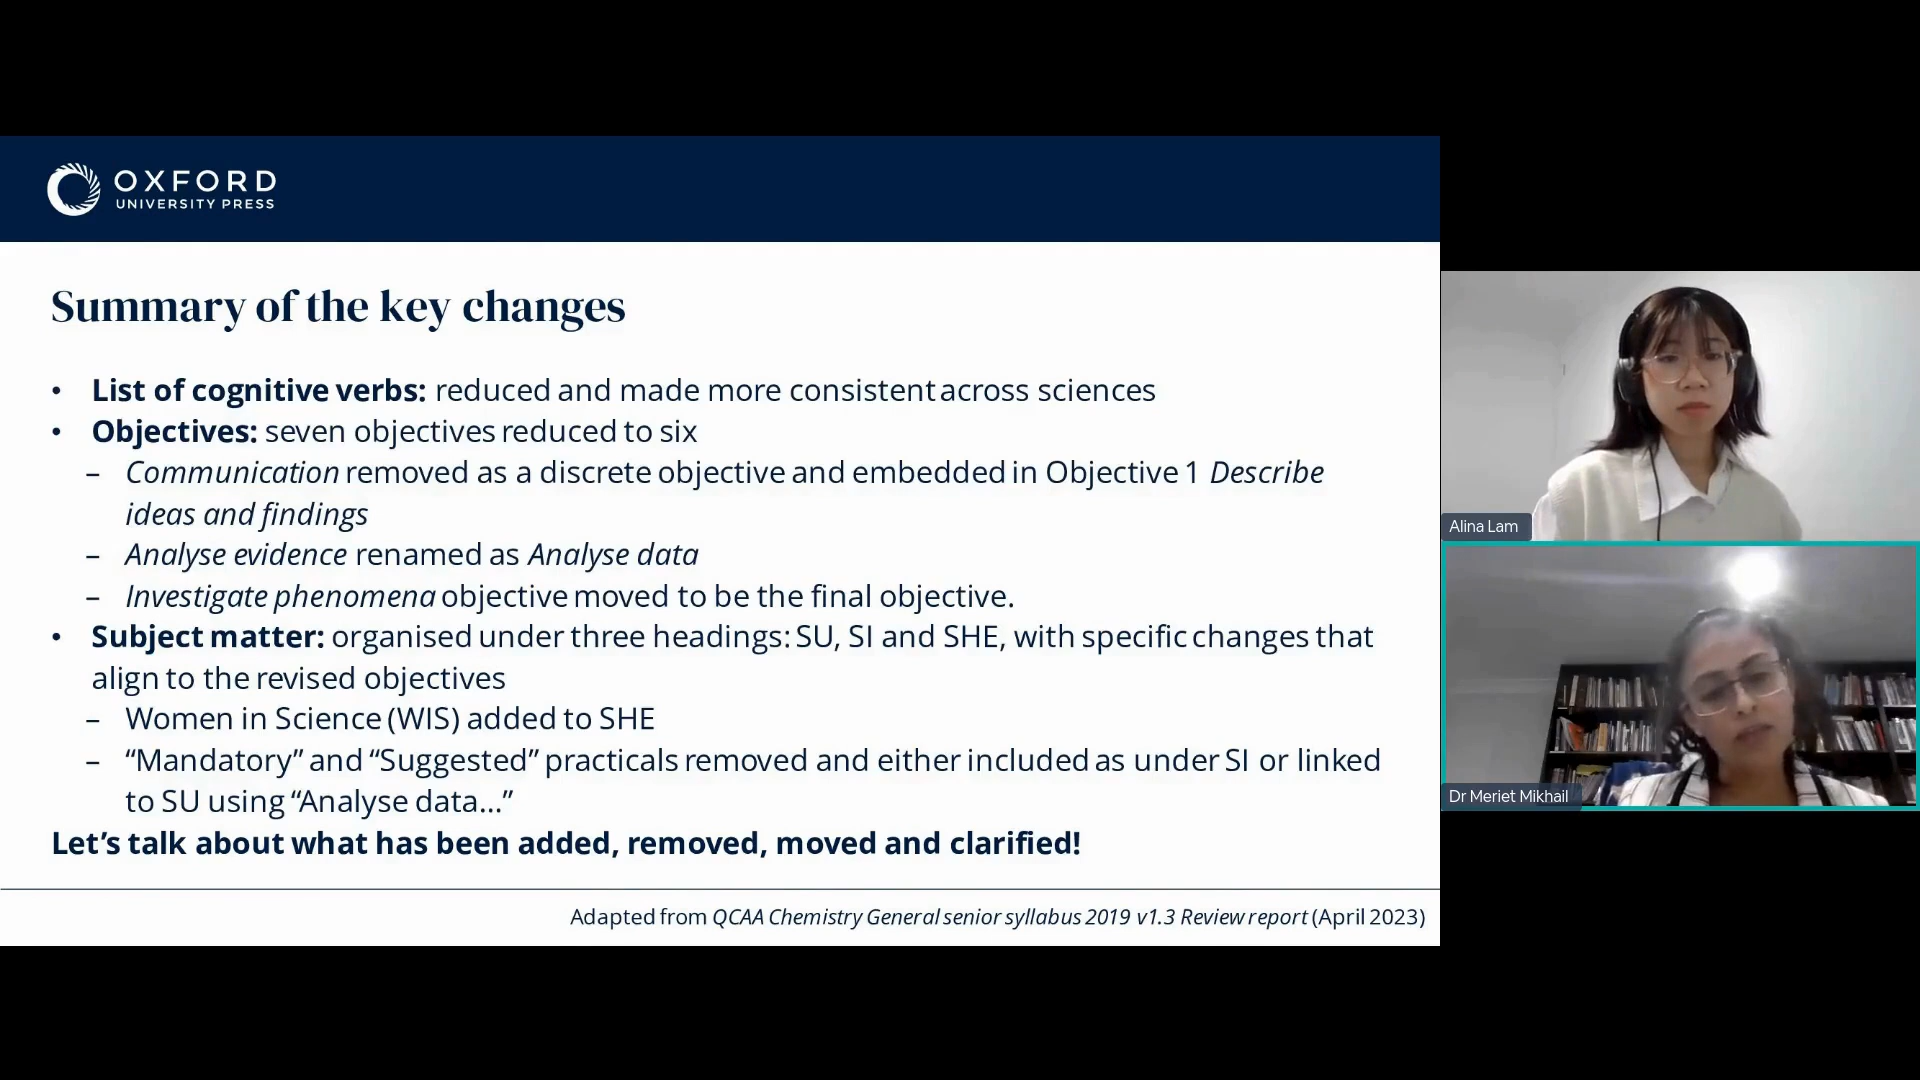 OXFORD
UNIVERSITY PRESS
Summary of the key changes
• List of cognitive verbs: reduced and made more consistent across sciences
• Objectives: seven objectives reduced to six
– Communication removed as a discrete objective and embedded in Objective 1 Describe
ideas and findings
– Analyse evidence renamed as Analyse data
– Investigate phenomena objective moved to be the final objective.
• Subject matter: organised under three headings: SU, SI and SHE, with specific changes that
align to the revised objectives
– Women in Science (WIS) added to SHE
– “Mandatory” and “Suggested” practicals removed and either included as under SI or linked
to SU using “Analyse data…”
Let’s talk about what has been added, removed, moved and clarified!
Adapted from QCAA Chemistry General senior syllabus 2019 v1.3 Review report (April 2023)
Alina Lam
Dr Meriet Mikhail